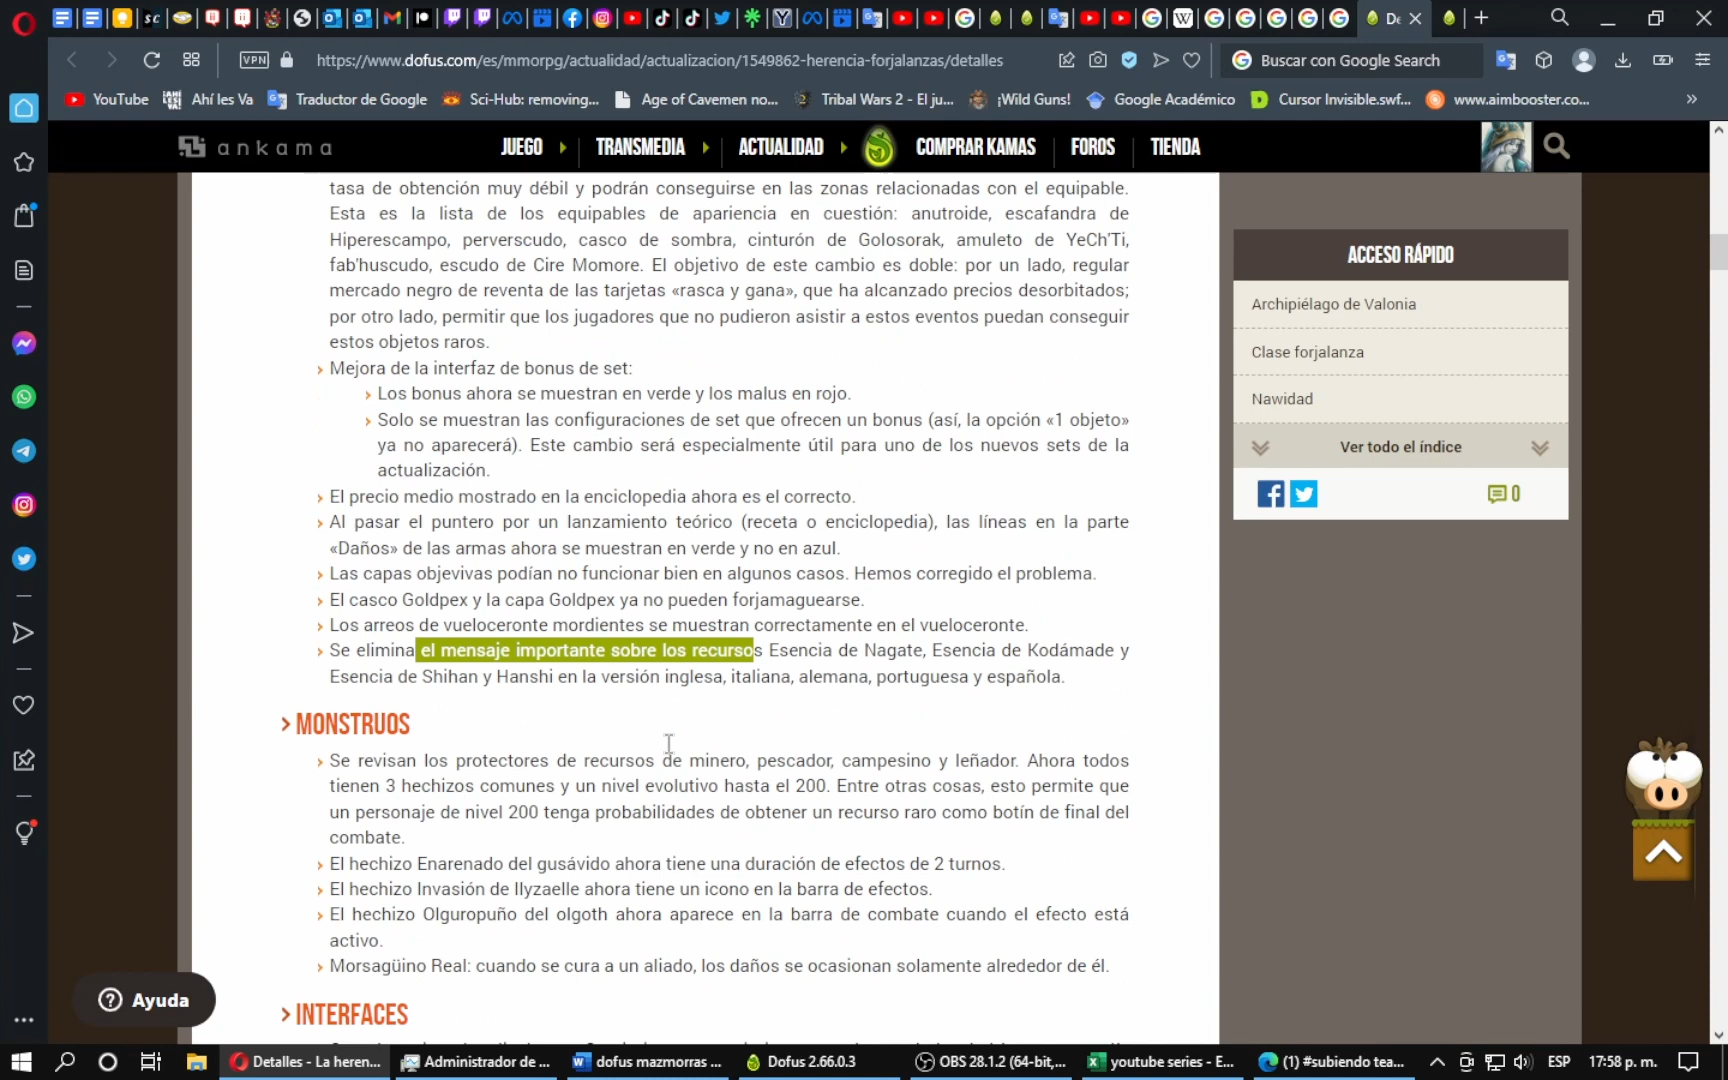 De
VPN
https://www.dofus.com/es/mmorpg/actualidad/actualizacion/1549862-herencia-forjalanzas/detalles
Buscar con Google Search
YouTube
Ahí les Va
Traductor de Google
Sci-Hub: removing...
Age of Cavemen no...
Tribal Wars 2 - El ju...
¡Wild Guns!
Google Académico
Cursor Invisible.swf...
www.aimbooster.co...
ankama
JUEGO
TRANSMEDIA
ACTUALIDAD
COMPRAR KAMAS
FOROS
TIENDA
tasa de obtención muy débil y podrán conseguirse en las zonas relacionadas con el equipable.
Esta es la lista de los equipables de apariencia en cuestión: anutroide, escafandra de
Hiperescampo, perverscudo, casco de sombra, cinturón de Golosorak, amuleto de YeCh'Ti,
fab'huscudo, escudo de Cire Momore. El objetivo de este cambio es doble: por un lado, regular
mercado negro de reventa de las tarjetas «rasca y gana», que ha alcanzado precios desorbitados;
por otro lado, permitir que los jugadores que no pudieron asistir a estos eventos puedan conseguir
estos objetos raros.
Mejora de la interfaz de bonus de set:
Los bonus ahora se muestran en verde y los malus en rojo.
Solo se muestran las configuraciones de set que ofrecen un bonus (así, la opción «1 objeto»
ya no aparecerá). Este cambio será especialmente útil para uno de los nuevos sets de la
actualización.
El precio medio mostrado en la enciclopedia ahora es el correcto.
Al pasar el puntero por un lanzamiento teórico (receta o enciclopedia), las líneas en la parte
«Daños» de las armas ahora se muestran en verde y no en azul.
Las capas objevivas podían no funcionar bien en algunos casos. Hemos corregido el problema.
El casco Goldpex y la capa Goldpex ya no pueden forjamaguearse.
Los arreos de vueloceronte mordientes se muestran correctamente en el vueloceronte.
Se elimina el mensaje importante sobre los recursos Esencia de Nagate, Esencia de Kodámade y
Esencia de Shihan y Hanshi en la versión inglesa, italiana, alemana, portuguesa y española.
MONSTRUOS
Se revisan los protectores de recursos de minero, pescador, campesino y leñador. Ahora todos
tienen 3 hechizos comunes y un nivel evolutivo hasta el 200. Entre otras cosas, esto permite que
un personaje de nivel 200 tenga probabilidades de obtener un recurso raro como botín de final del
combate.
El hechizo Enarenado del gusávido ahora tiene una duración de efectos de 2 turnos.
El hechizo Invasión de Ilyzaelle ahora tiene un icono en la barra de efectos.
El hechizo Olguropuño del olgoth ahora aparece en la barra de combate cuando el efecto está
activo.
Morsagüino Real: cuando se cura a un aliado, los daños se ocasionan solamente alrededor de él.
INTERFACES
ACCESO RÁPIDO
Archipiélago de Valonia
Clase forjalanza
Nawidad
Ver todo el índice
0
Ayuda
Detalles - La heren...
Administrador de ...
dofus mazmorras ...
Dofus 2.66.0.3
OBS 28.1.2 (64-bit,...
youtube series - E...
(1) #subiendo tea...
ESP
17:58 p. m.